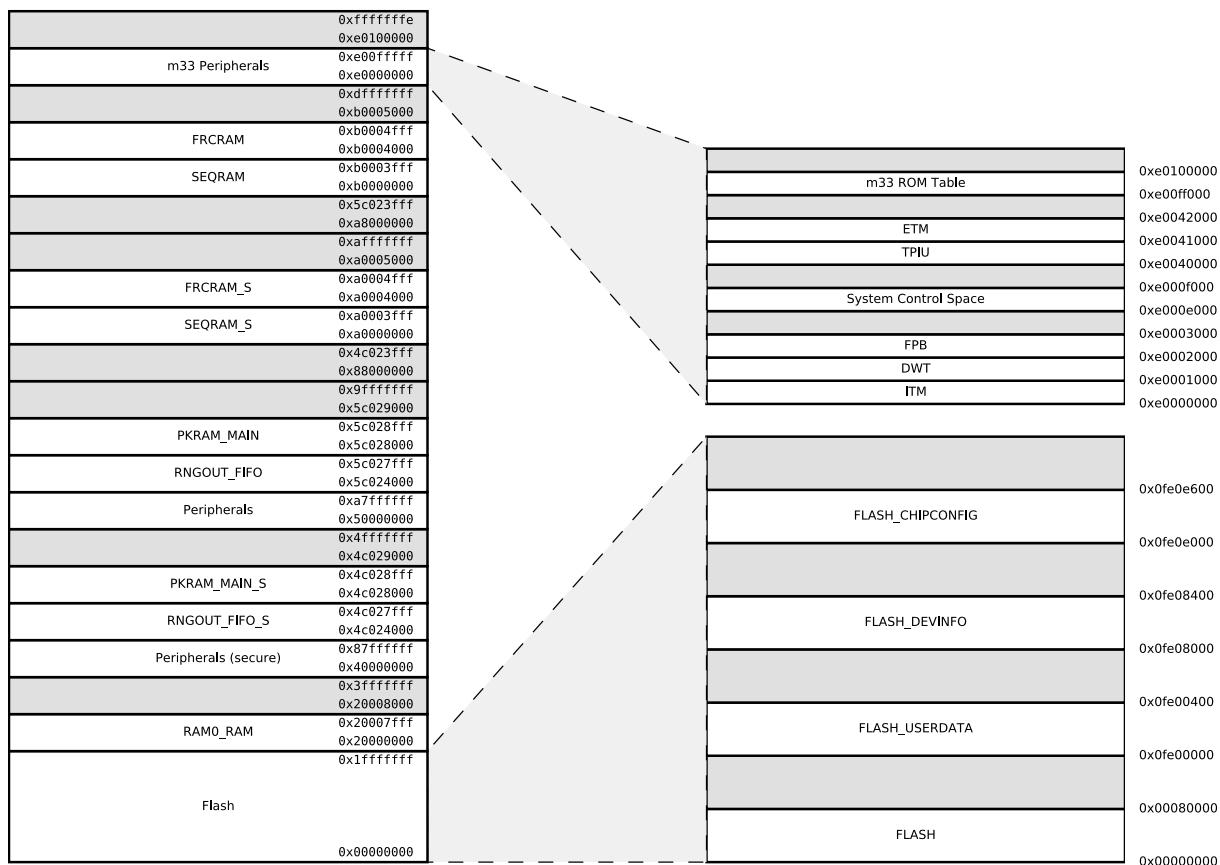 0xfffffffe
0xe0100000
m33 Peripherals
0xe00fffff
0xe0000000
0xdfffffff
0xb0005000
FRCRAM
0xb0004fff
0xb0004000
SEQRAM
0xb0003fff
0xb0000000
0x5c023fff
0xa8000000
0xafffffff
0xa0005000
FRCRAM_S
0xa0004fff
0xa0004000
SEQRAM_S
0xa0003fff
0xa0000000
0x4c023fff
0x88000000
0x9fffffff
0x5c029000
PKRAM_MAIN
0x5c028fff
0x5c028000
RNGOUT_FIFO
0x5c027fff
0x5c024000
Peripherals
0xa7ffffff
0x50000000
0x4fffffff
0x4c029000
PKRAM_MAIN_S
0x4c028fff
0x4c028000
RNGOUT_FIFO_S
0x4c027fff
0x4c024000
Peripherals (secure)
0x87ffffff
0x40000000
0x3fffffff
0x20008000
RAM0_RAM
0x20007fff
0x20000000
0x1fffffff
Flash
0x00000000
0xe0100000
m33 ROM Table
0xe00ff000
0xe0042000
ETM
0xe0041000
TPIU
0xe0040000
0xe000f000
System Control Space
0xe000e000
0xe0003000
FPB
0xe0002000
DWT
0xe0001000
ITM
0xe0000000
0x0fe0e600
FLASH_CHIPCONFIG
0x0fe0e000
0x0fe08400
FLASH_DEVINFO
0x0fe08000
0x0fe00400
FLASH_USERDATA
0x0fe00000
0x00080000
FLASH
0x00000000